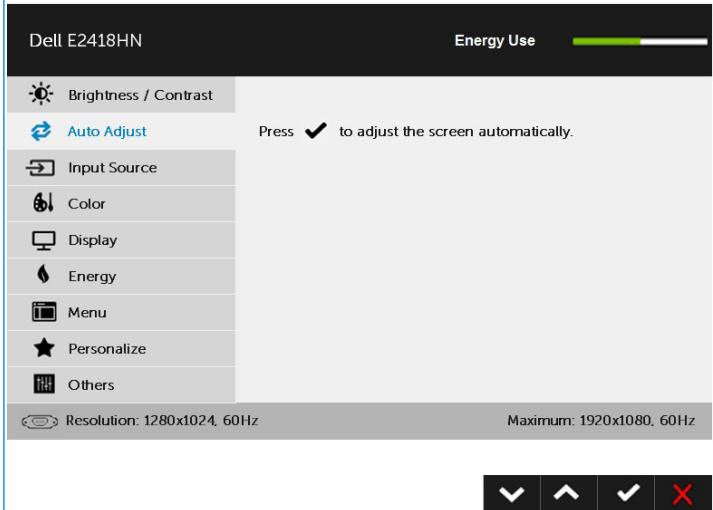 Dell E2418HN Energy Use
Brightness / Contrast
Auto Adjust
Press ✔ to adjust the screen automatically.
Input Source
Color
Display
Energy
Menu
Personalize
Others
Resolution: 1280x1024, 60Hz Maximum: 1920x1080, 60Hz